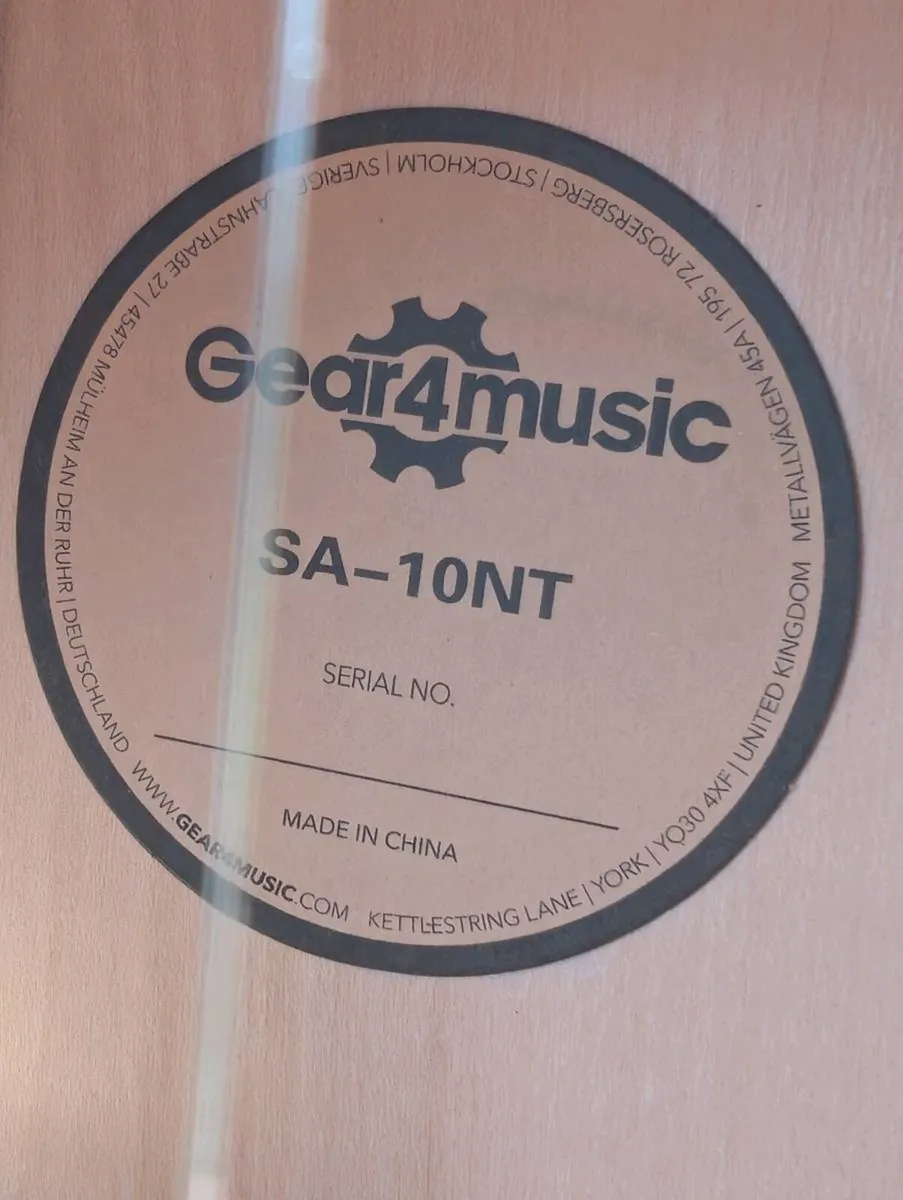 Gear4music
SA-10NT
SERIAL NO.
MADE IN CHINA
WWW.GEAR4MUSIC.COM
KETTLESTRING LANE | YORK | YO30 4XF | UNITED KINGDOM
METALLVÄGEN 45A | 195 72 ROSERSBERG | STOCKHOLM | SVERIGE
27 | 45478 MÜLHEIM AN DER RUHR | DEUTSCHLAND